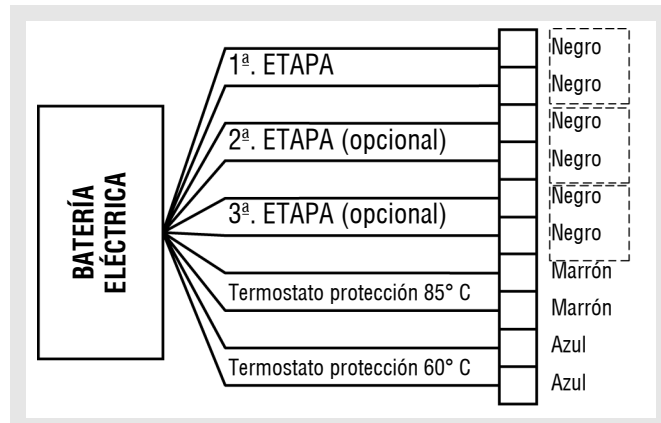 BATERÍA
ELÉCTRICA
1ª. ETAPA
2ª. ETAPA (opcional)
3ª. ETAPA (opcional)
Termostato protección 85° C
Termostato protección 60° C
Negro
Negro
Negro
Negro
Negro
Negro
Marrón
Marrón
Azul
Azul